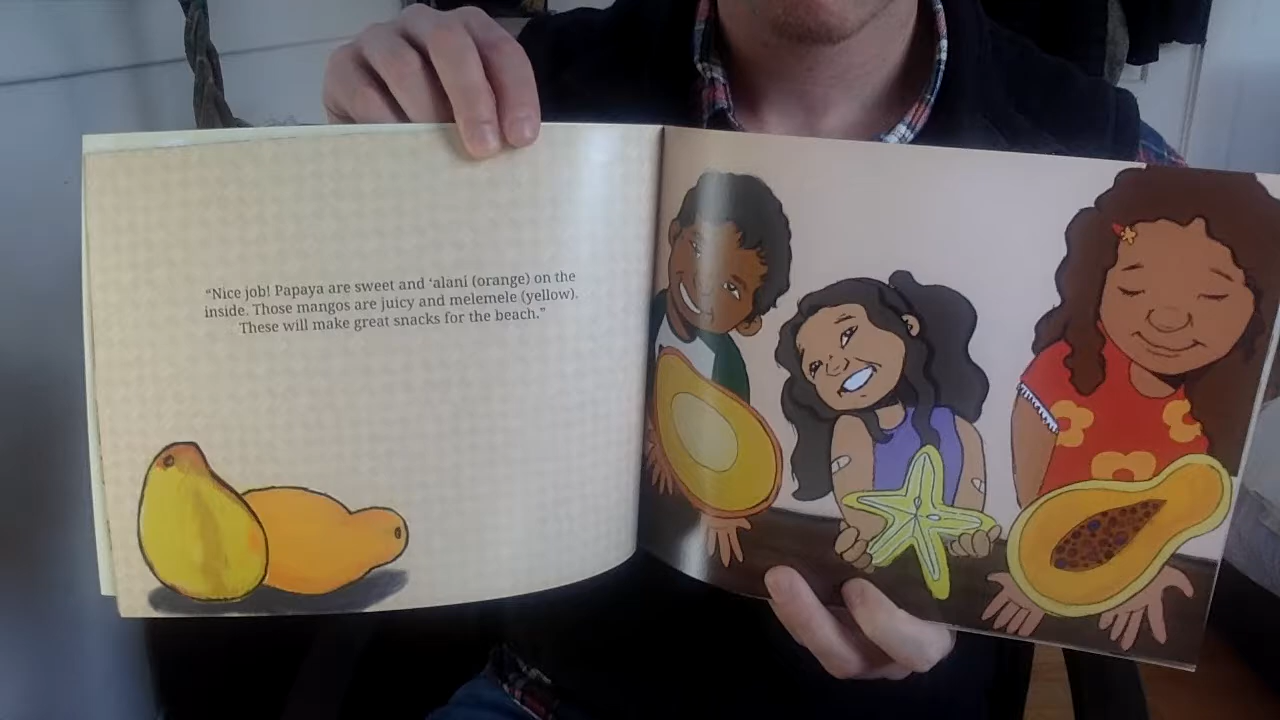 “Nice job! Papaya are sweet and ‘alani (orange) on the
inside. Those mangos are juicy and melemele (yellow).
These will make great snacks for the beach.”